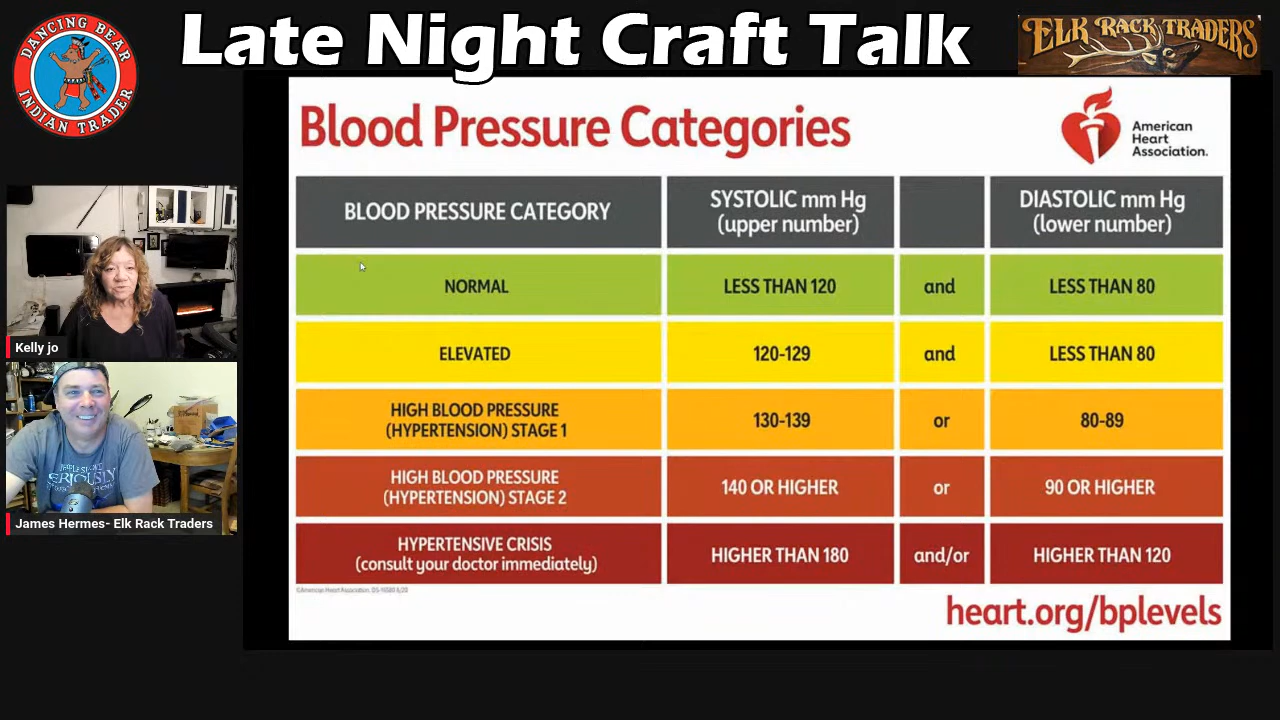 Late Night Craft Talk
DANCING BEAR
INDIAN TRADER
ELK RACK TRADERS
Blood Pressure Categories
American
Heart
Association.
BLOOD PRESSURE CATEGORY
SYSTOLIC mm Hg
(upper number)
DIASTOLIC mm Hg
(lower number)
NORMAL
LESS THAN 120
and
LESS THAN 80
ELEVATED
120-129
and
LESS THAN 80
HIGH BLOOD PRESSURE
(HYPERTENSION) STAGE 1
130-139
or
80-89
HIGH BLOOD PRESSURE
(HYPERTENSION) STAGE 2
140 OR HIGHER
or
90 OR HIGHER
HYPERTENSIVE CRISIS
(consult your doctor immediately)
HIGHER THAN 180
and/or
HIGHER THAN 120
©American Heart Association
heart.org/bplevels
Kelly jo
SERIOUSLY
James Hermes- Elk Rack Traders